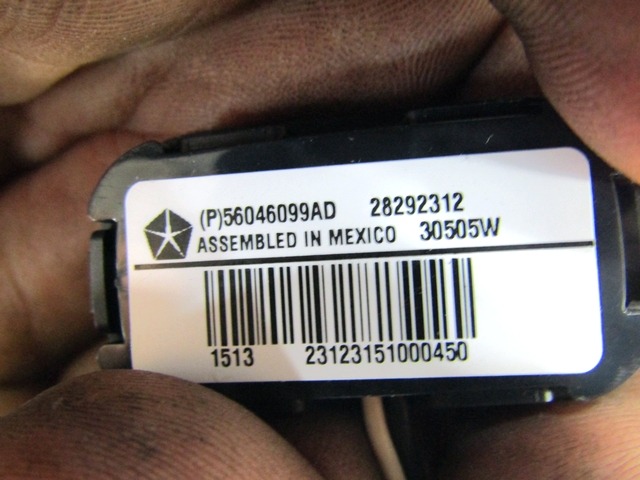 (P)56046099AD 28292312
ASSEMBLED IN MEXICO 30505W
1513 23123151000450